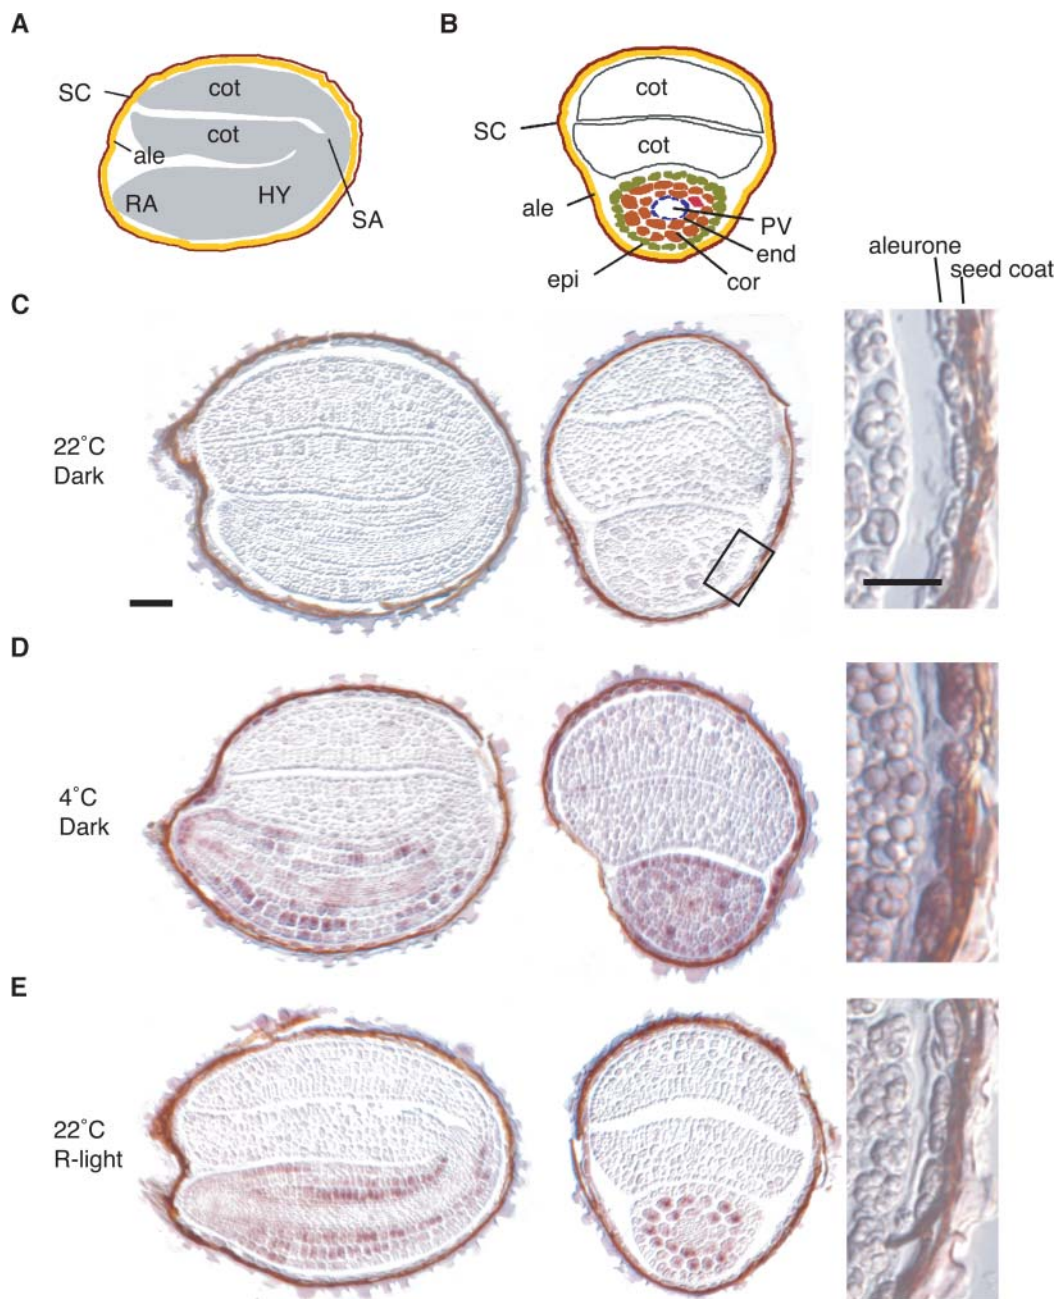 A
SC
cot
cot
ale
RA
HY
SA
B
cot
SC
cot
ale
PV
end
epi
cor
aleurone
seed coat
C
22°C
Dark
D
4°C
Dark
E
22°C
R-light